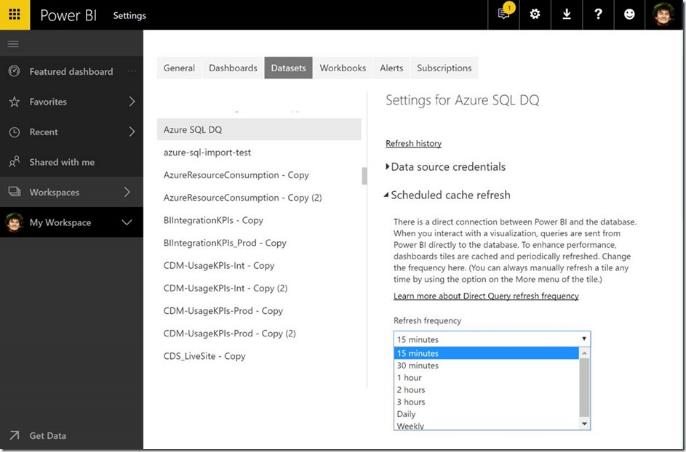 Power BI Settings
1
Featured dashboard ...
Favorites
Recent
Shared with me
Workspaces
My Workspace
Get Data
General Dashboards Datasets Workbooks Alerts Subscriptions
Azure SQL DQ
azure-sql-import-test
AzureResourceConsumption - Copy
AzureResourceConsumption - Copy (2)
BIIntegrationKPIs - Copy
BIIntegrationKPIs_Prod - Copy
CDM-UsageKPIs-Int - Copy
CDM-UsageKPIs-Int - Copy (2)
CDM-UsageKPIs-Prod - Copy
CDM-UsageKPIs-Prod - Copy (2)
CDS_LiveSite - Copy
Settings for Azure SQL DQ
Refresh history
Data source credentials
Scheduled cache refresh
There is a direct connection between Power BI and the database.
When you interact with a visualization, queries are sent from
Power BI directly to the database. To enhance performance,
dashboards tiles are cached and periodically refreshed. Change
the frequency here. (You can always manually refresh a tile any
time by using the option on the More menu of the tile.)
Learn more about Direct Query refresh frequency
Refresh frequency
15 minutes
15 minutes
30 minutes
1 hour
2 hours
3 hours
Daily
Weekly